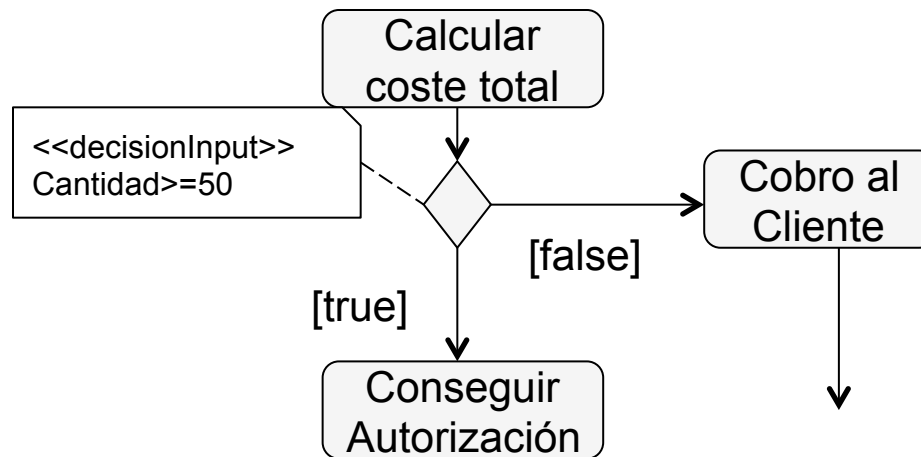 Calcular
coste total
<<decisionInput>>
Cantidad>=50
Cobro al
Cliente
[false]
[true]
Conseguir
Autorización